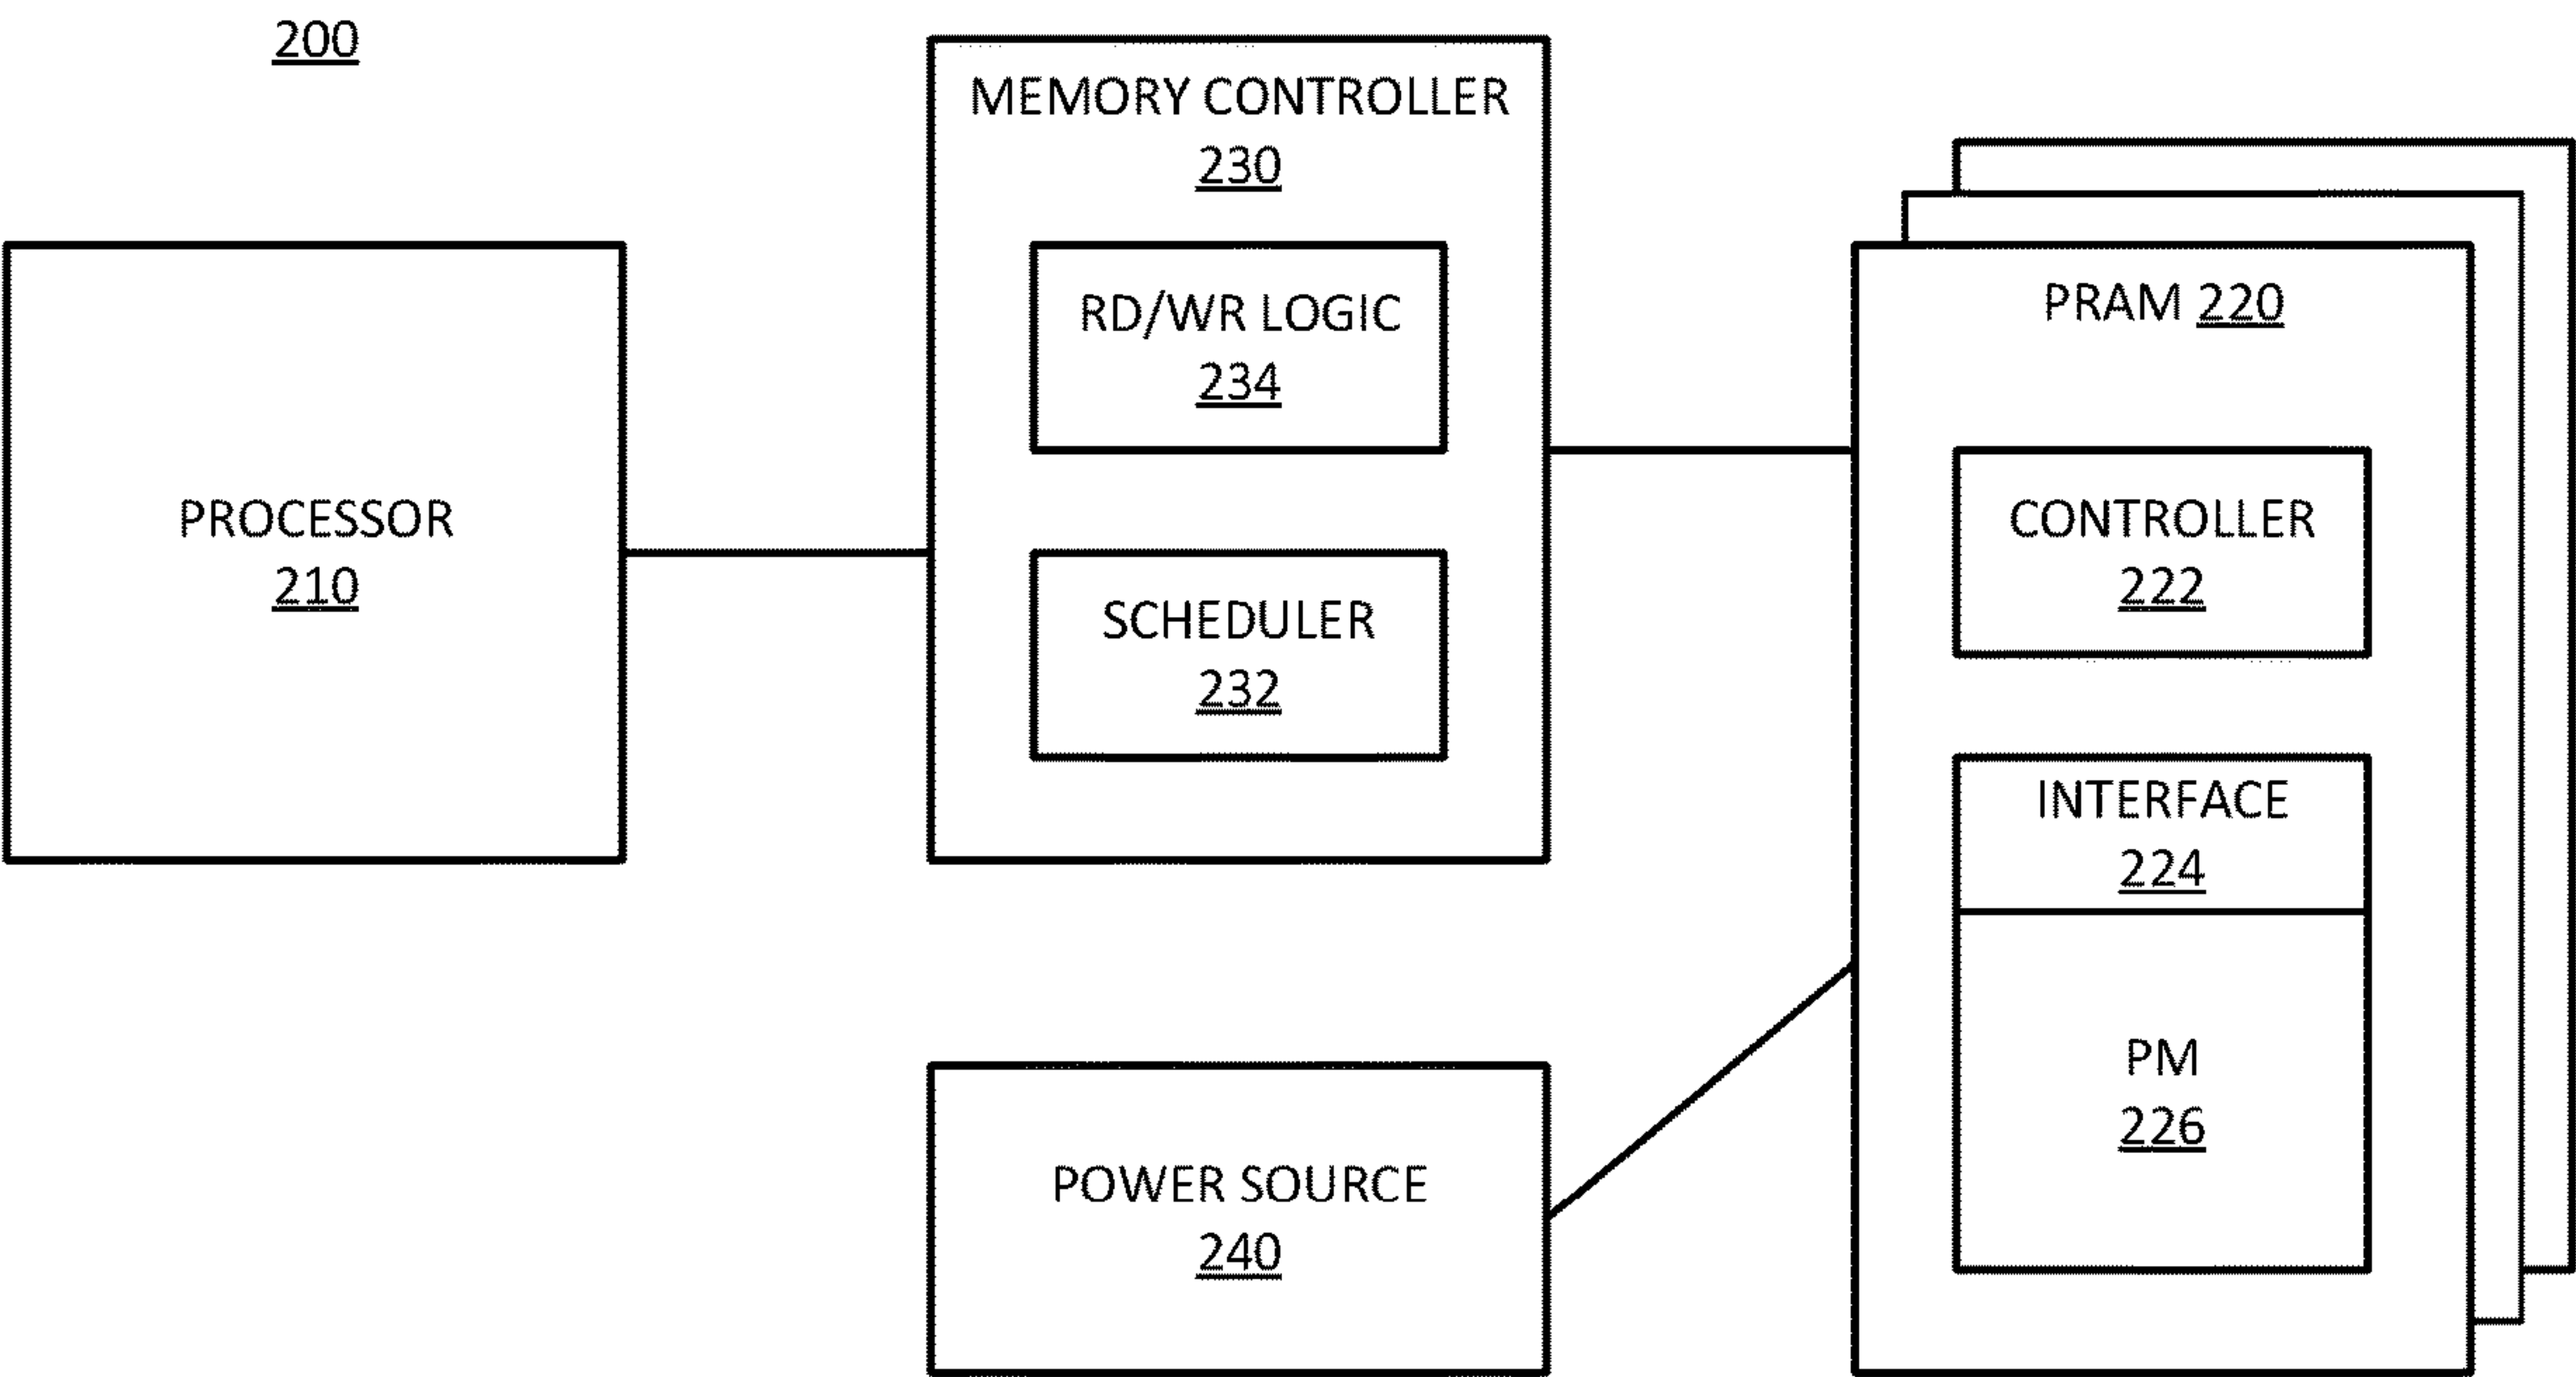 200
PROCESSOR
210
MEMORY CONTROLLER
230
RD/WR LOGIC
234
SCHEDULER
232
POWER SOURCE
240
PRAM 220
CONTROLLER
222
INTERFACE
224
PM
226